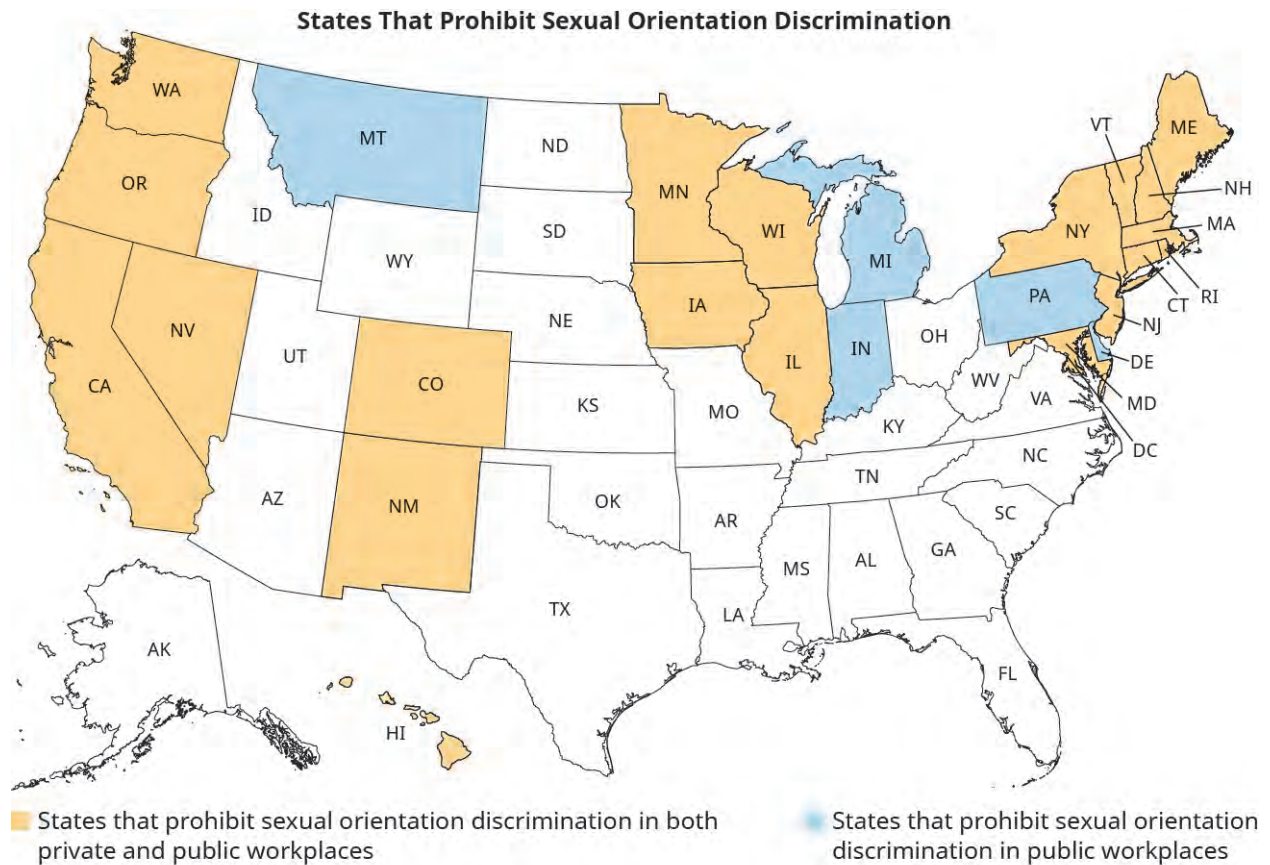 States That Prohibit Sexual Orientation Discrimination
WA
MT
ND
VT
ME
OR
MN
NH
ID
SD
WI
NY
MA
WY
MI
IA
PA
RI
CT
NV
NE
NJ
OH
UT
IL
IN
DE
CA
CO
WV
KS
VA
MD
MO
KY
DC
NC
TN
AZ
NM
OK
AR
SC
GA
MS
AL
TX
LA
AK
FL
HI
States that prohibit sexual orientation discrimination in both
private and public workplaces
States that prohibit sexual orientation
discrimination in public workplaces